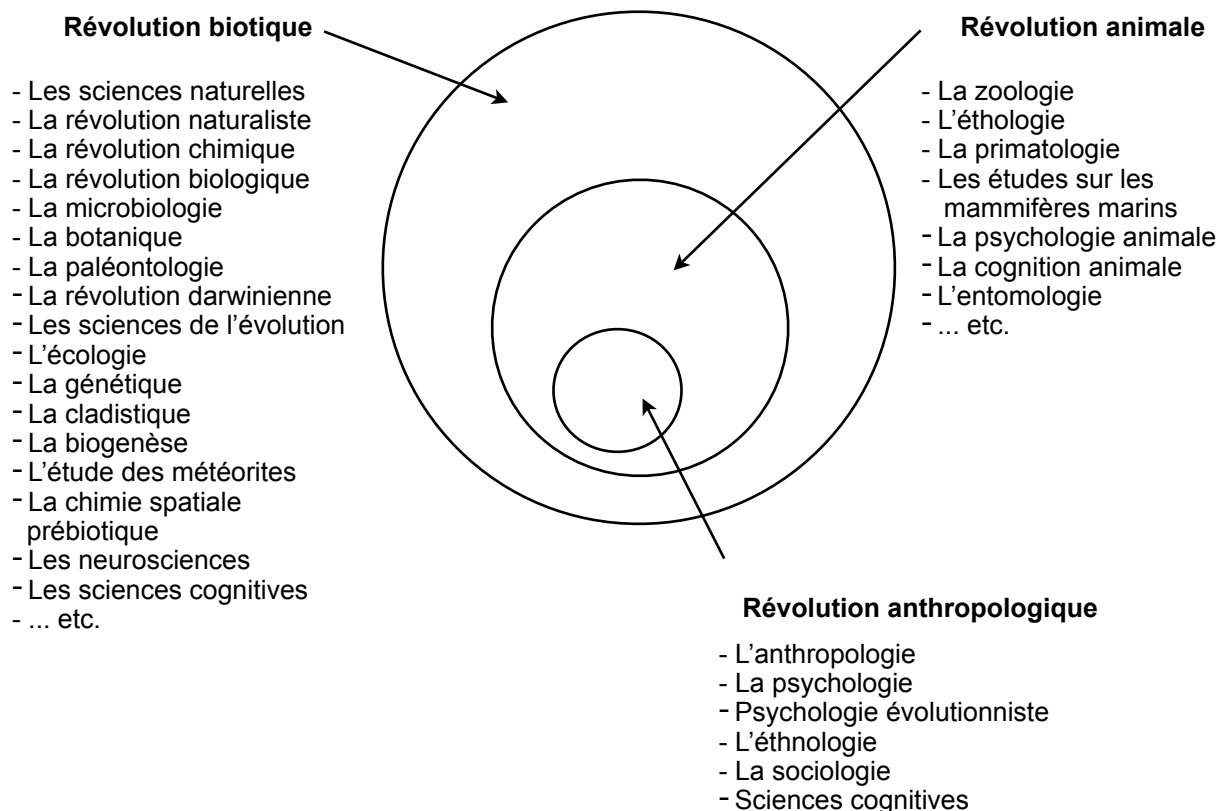 Révolution biotique
- Les sciences naturelles
- La révolution naturaliste
- La révolution chimique
- La révolution biologique
- La microbiologie
- La botanique
- La paléontologie
- La révolution darwinienne
- Les sciences de l’évolution
- L’écologie
- La génétique
- La cladistique
- La biogenèse
- L’étude des météorites
- La chimie spatiale
prébiotique
- Les neurosciences
- Les sciences cognitives
- ... etc.
Révolution animale
- La zoologie
- L’éthologie
- La primatologie
- Les études sur les
mammifères marins
- La psychologie animale
- La cognition animale
- L’entomologie
- ... etc.
Révolution anthropologique
- L’anthropologie
- La psychologie
- Psychologie évolutionniste
- L’éthnologie
- La sociologie
- Sciences cognitives